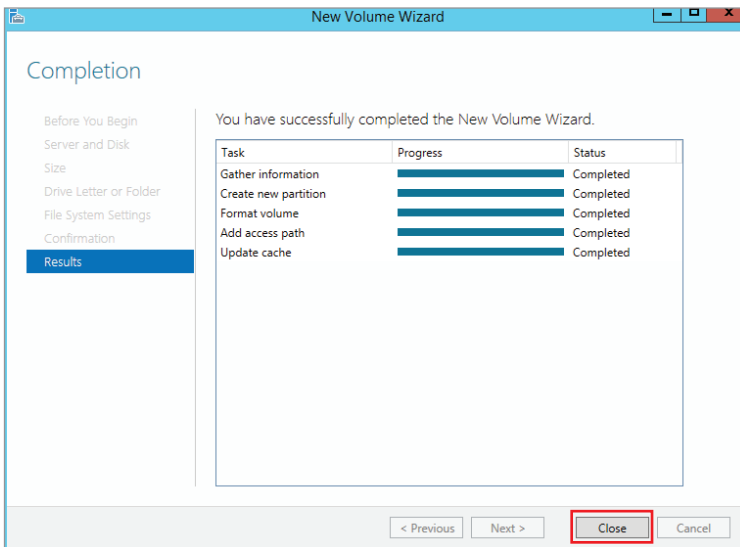 New Volume Wizard
Completion
Before You Begin
Server and Disk
Size
Drive Letter or Folder
File System Settings
Confirmation
Results
You have successfully completed the New Volume Wizard.
Task Progress Status
Gather information Completed
Create new partition Completed
Format volume Completed
Add access path Completed
Update cache Completed
< Previous Next > Close Cancel